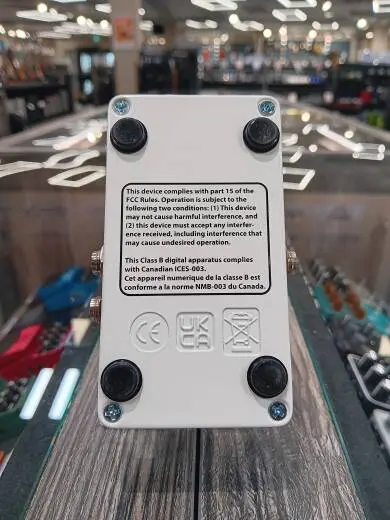 This device complies with part 15 of the
FCC Rules. Operation is subject to the
following two conditions: (1) This device
may not cause harmful interference, and
(2) this device must accept any interfer-
ence received, including interference that
may cause undesired operation.
This Class B digital apparatus complies
with Canadian ICES-003.
Cet appareil numerique de la classe B est
conforme a la norme NMB-003 du Canada.
CE
UK
CA